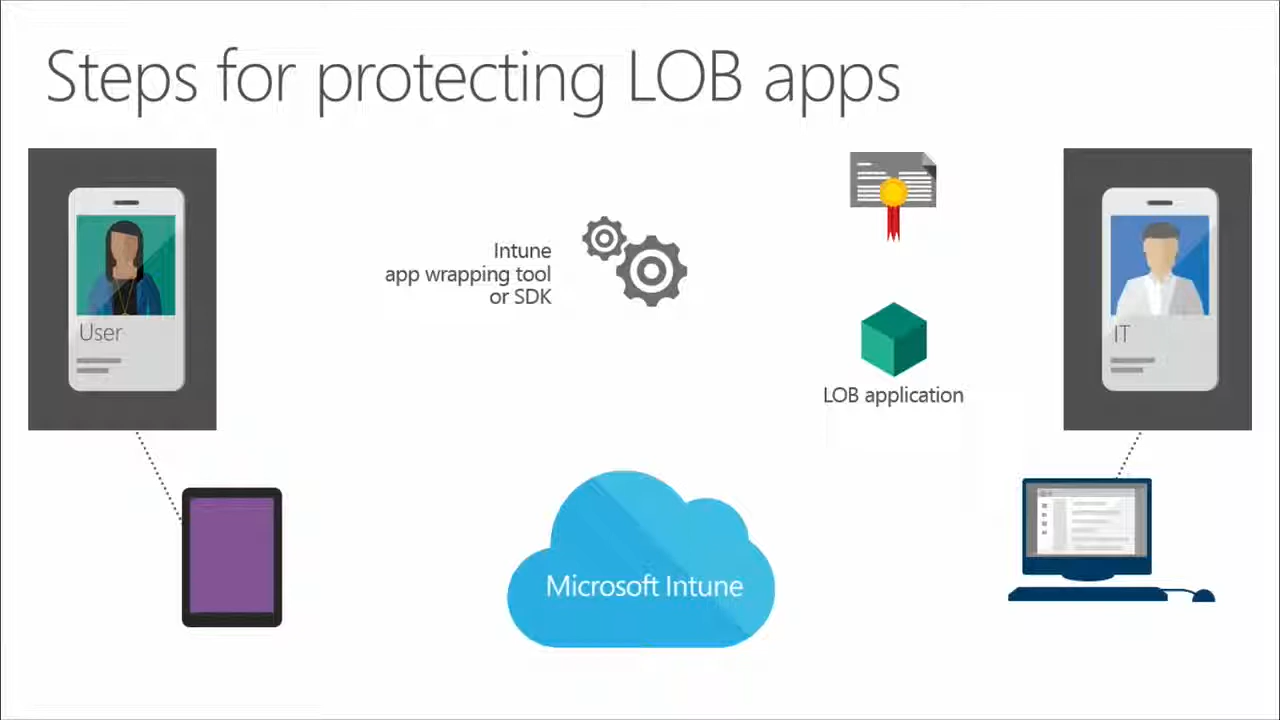 Steps for protecting LOB apps
User
Intune
app wrapping tool
or SDK
LOB application
IT
Microsoft Intune